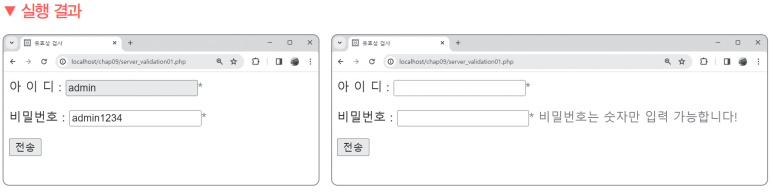 ▼ 실행 결과
유효성 검사
localhost/chap09/server_validation01.php
아 이 디 : admin *
비밀번호 : admin1234 *
전송
유효성 검사
localhost/chap09/server_validation01.php
아 이 디 : *
비밀번호 : * 비밀번호는 숫자만 입력 가능합니다!
전송